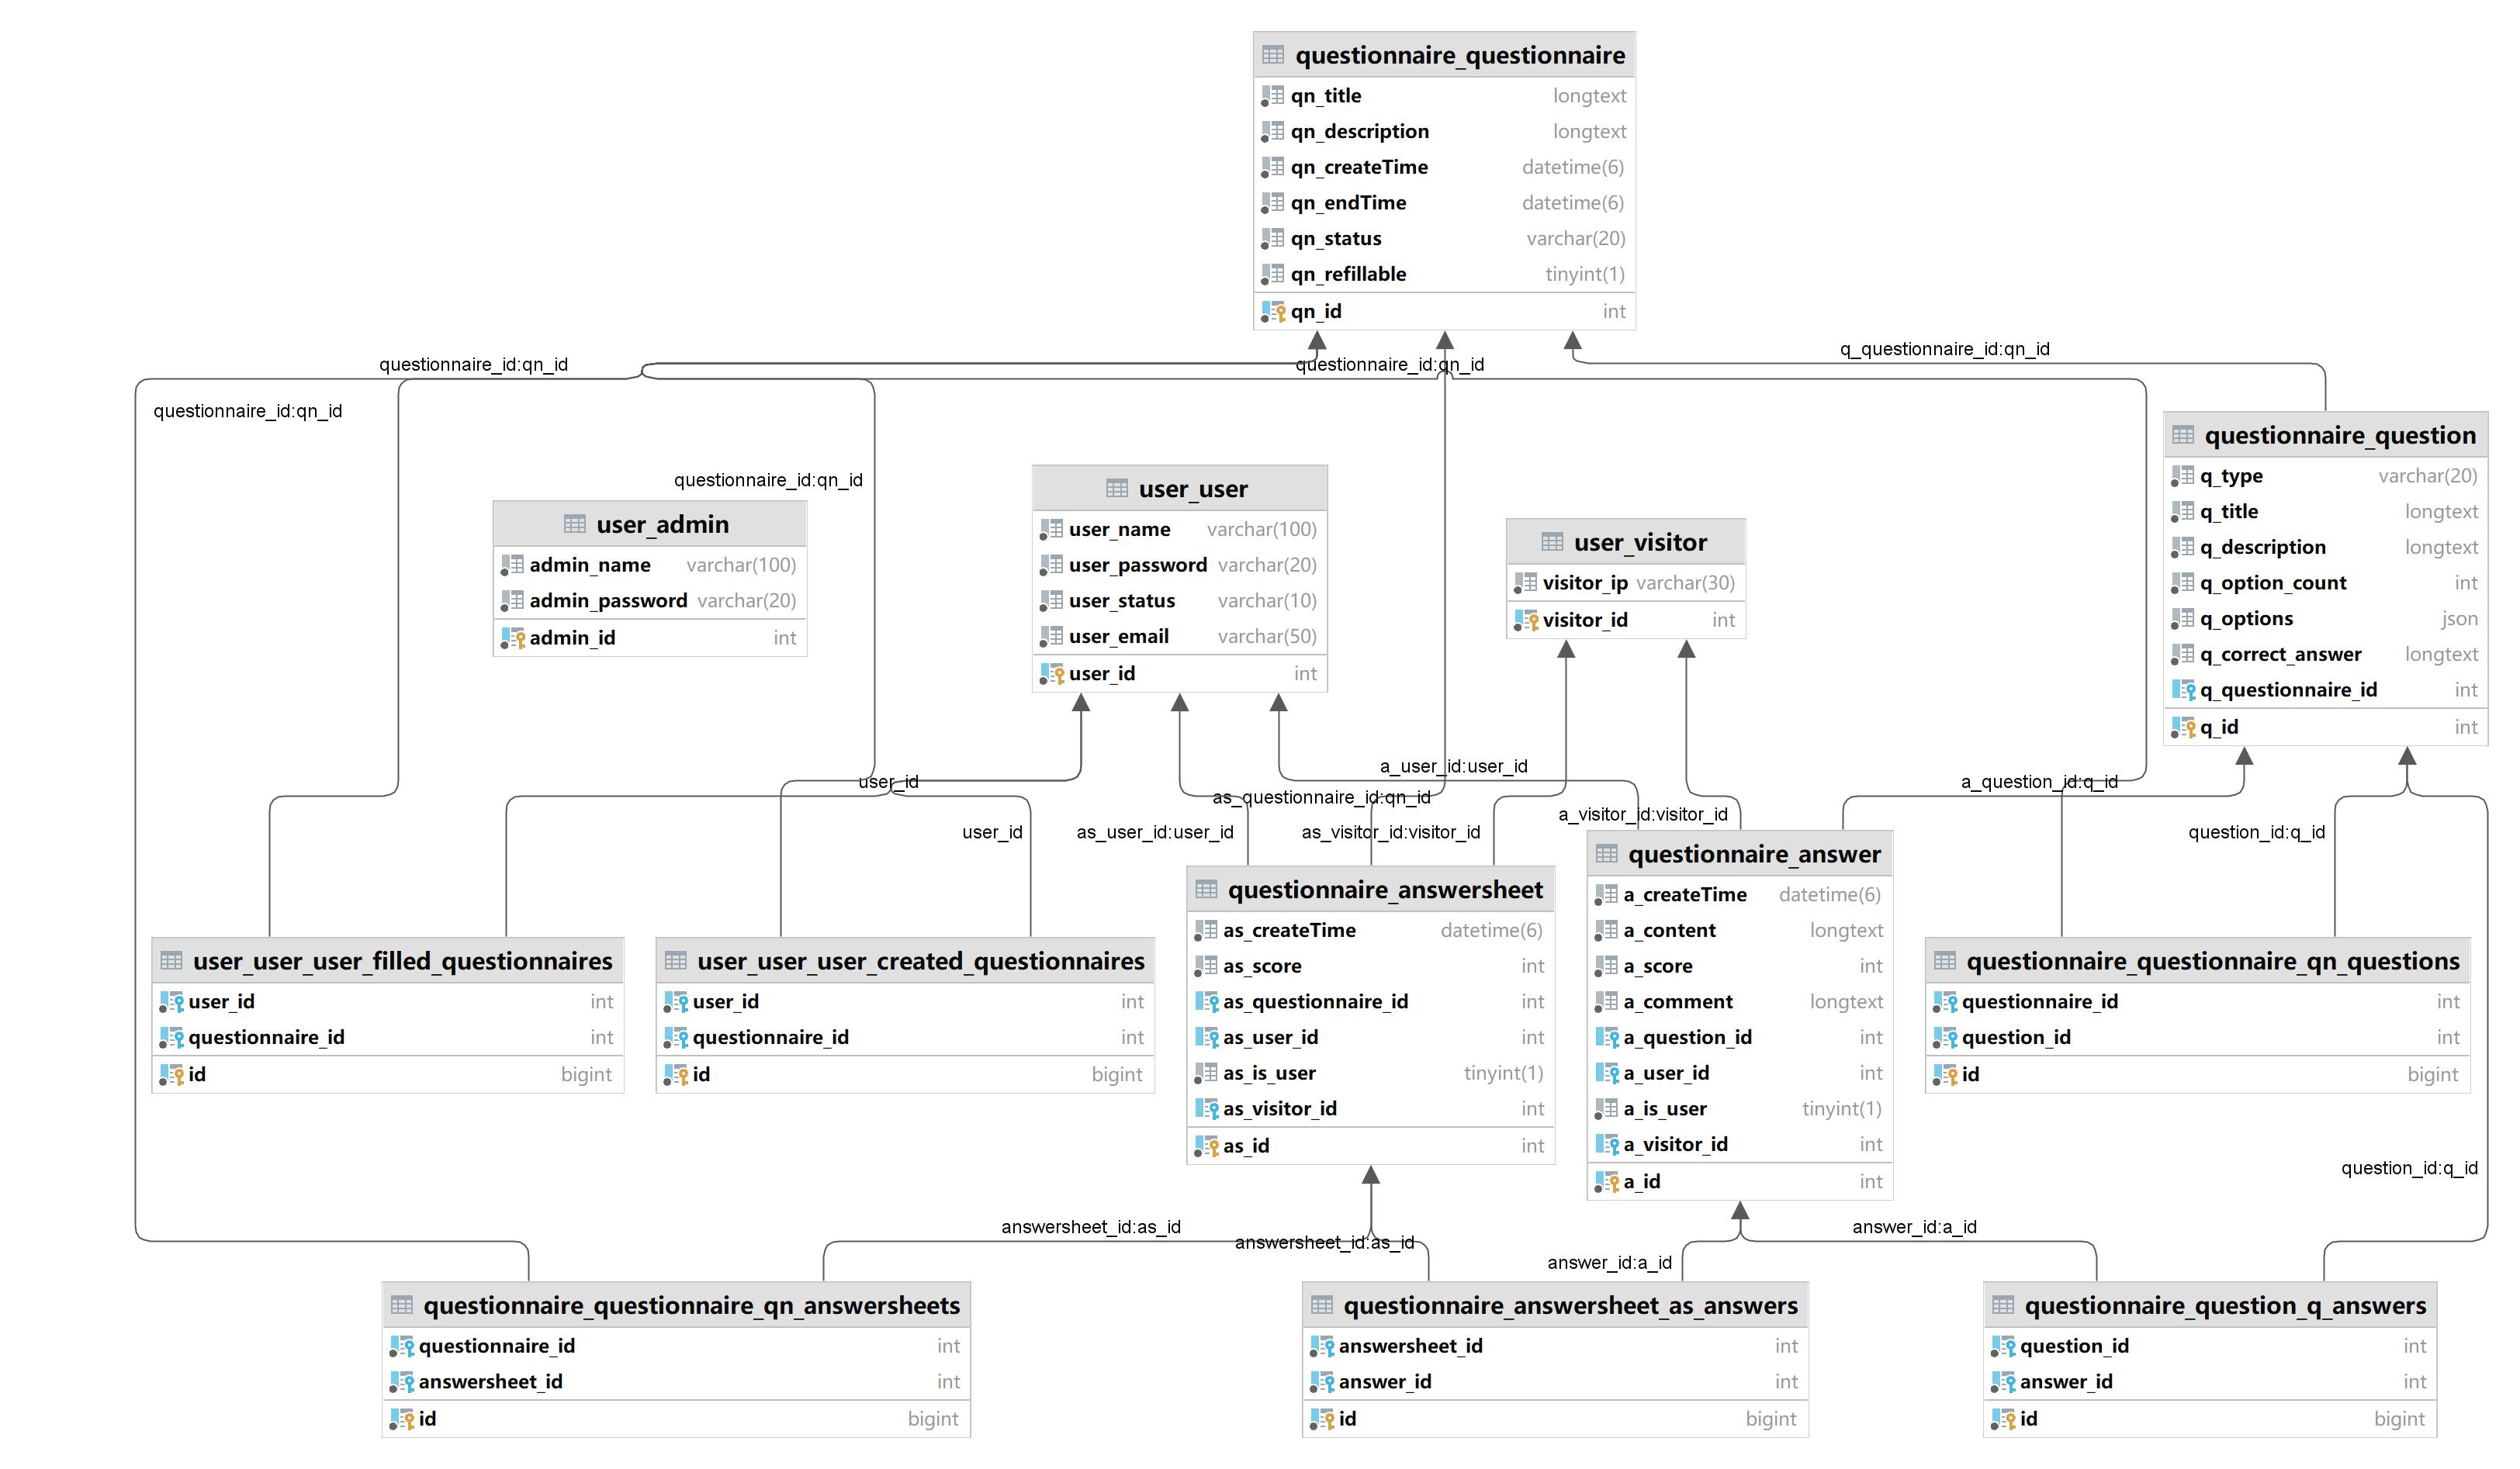 questionnaire_questionnaire
qn_title longtext
qn_description longtext
qn_createTime datetime(6)
qn_endTime datetime(6)
qn_status varchar(20)
qn_refillable tinyint(1)
qn_id int
questionnaire_id:qn_id
questionnaire_id:qn_id
q_questionnaire_id:qn_id
questionnaire_id:qn_id
questionnaire_id:qn_id
user_admin
admin_name varchar(100)
admin_password varchar(20)
admin_id int
user_user
user_name varchar(100)
user_password varchar(20)
user_status varchar(10)
user_email varchar(50)
user_id int
user_visitor
visitor_ip varchar(30)
visitor_id int
questionnaire_question
q_type varchar(20)
q_title longtext
q_description longtext
q_option_count int
q_options json
q_correct_answer longtext
q_questionnaire_id int
q_id int
user_id
a_user_id:user_id
a_question_id:q_id
as_questionnaire_id:qn_id
a_visitor_id:visitor_id
user_id
as_user_id:user_id
as_visitor_id:visitor_id
question_id:q_id
user_user_user_filled_questionnaires
user_id int
questionnaire_id int
id bigint
user_user_user_created_questionnaires
user_id int
questionnaire_id int
id bigint
questionnaire_answersheet
as_createTime datetime(6)
as_score int
as_questionnaire_id int
as_user_id int
as_is_user tinyint(1)
as_visitor_id int
as_id int
questionnaire_answer
a_createTime datetime(6)
a_content longtext
a_score int
a_comment longtext
a_question_id int
a_user_id int
a_is_user tinyint(1)
a_visitor_id int
a_id int
questionnaire_questionnaire_qn_questions
questionnaire_id int
question_id int
id bigint
question_id:q_id
answersheet_id:as_id
answersheet_id:as_id
answer_id:a_id
answer_id:a_id
questionnaire_questionnaire_qn_answersheets
questionnaire_id int
answersheet_id int
id bigint
questionnaire_answersheet_as_answers
answersheet_id int
answer_id int
id bigint
questionnaire_question_q_answers
question_id int
answer_id int
id bigint